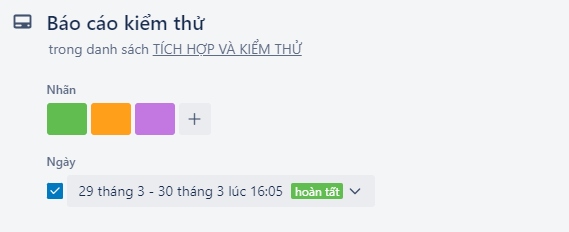 Báo cáo kiểm thử
trong danh sách TÍCH HỢP VÀ KIỂM THỬ
Nhãn
Ngày
29 tháng 3 - 30 tháng 3 lúc 16:05 hoàn tất